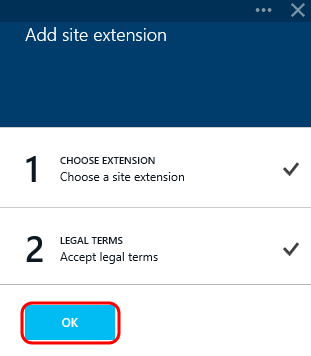 Add site extension
1
CHOOSE EXTENSION
Choose a site extension
2
LEGAL TERMS
Accept legal terms
OK